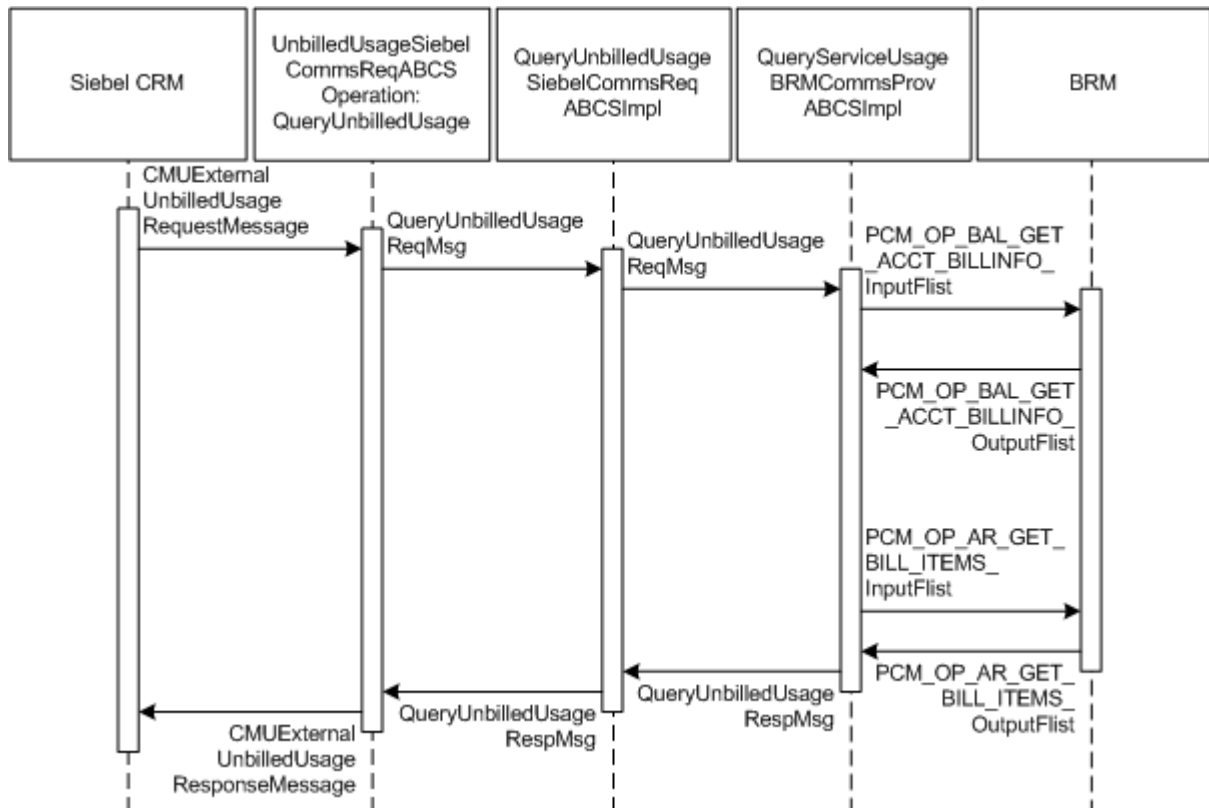 Siebel CRM
UnbilledUsageSiebel
CommsReqABCS
Operation:
QueryUnbilledUsage
QueryUnbilledUsage
SiebelCommsReq
ABCSImpl
QueryServiceUsage
BRMCommsProv
ABCSImpl
BRM
CMUExternal
UnbilledUsage
RequestMessage
QueryUnbilledUsage
ReqMsg
QueryUnbilledUsage
ReqMsg
PCM_OP_BAL_GET
_ACCT_BILLINFO_
InputFlist
PCM_OP_BAL_GET
_ACCT_BILLINFO_
OutputFlist
PCM_OP_AR_GET_
BILL_ITEMS_
InputFlist
PCM_OP_AR_GET_
BILL_ITEMS_
OutputFlist
QueryUnbilledUsage
RespMsg
QueryUnbilledUsage
RespMsg
CMUExternal
UnbilledUsage
ResponseMessage